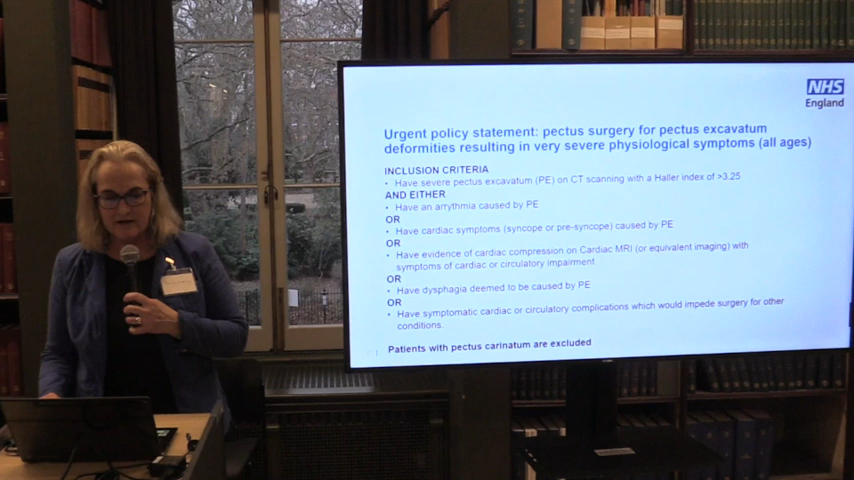 NHS
England
Urgent policy statement: pectus surgery for pectus excavatum
deformities resulting in very severe physiological symptoms (all ages)
INCLUSION CRITERIA
• Have severe pectus excavatum (PE) on CT scanning with a Haller index of >3.25
AND EITHER
• Have an arrythmia caused by PE
OR
• Have cardiac symptoms (syncope or pre-syncope) caused by PE
OR
• Have evidence of cardiac compression on Cardiac MRI (or equivalent imaging) with
symptoms of cardiac or circulatory impairment
OR
• Have dysphagia deemed to be caused by PE
OR
• Have symptomatic cardiac or circulatory complications which would impede surgery for other
conditions.
Patients with pectus carinatum are excluded